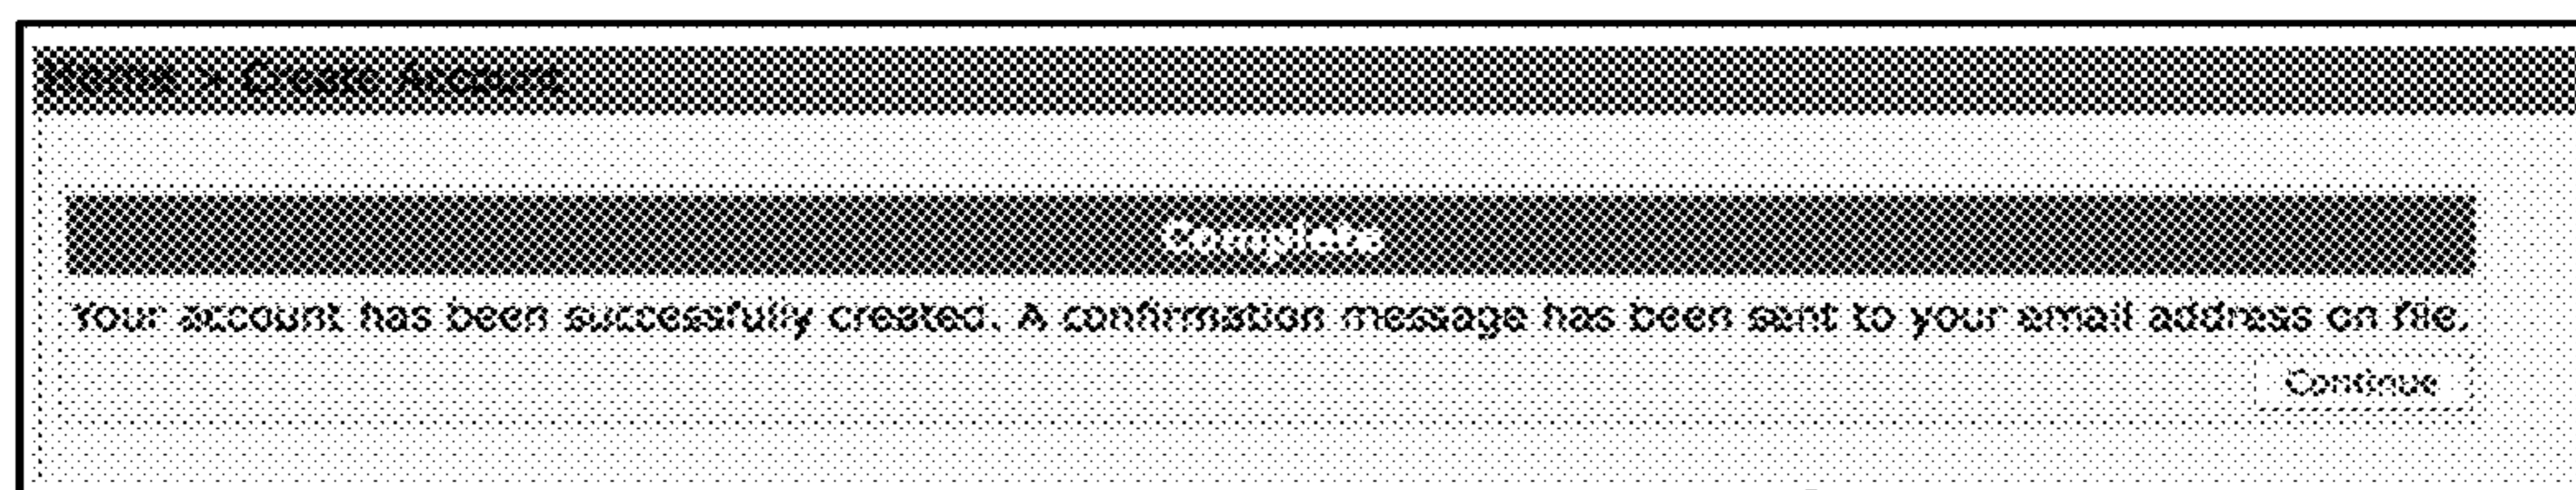 Home > Create Account
Complete
Your account has been successfully created. A confirmation message has been sent to your email address on file.
Continue